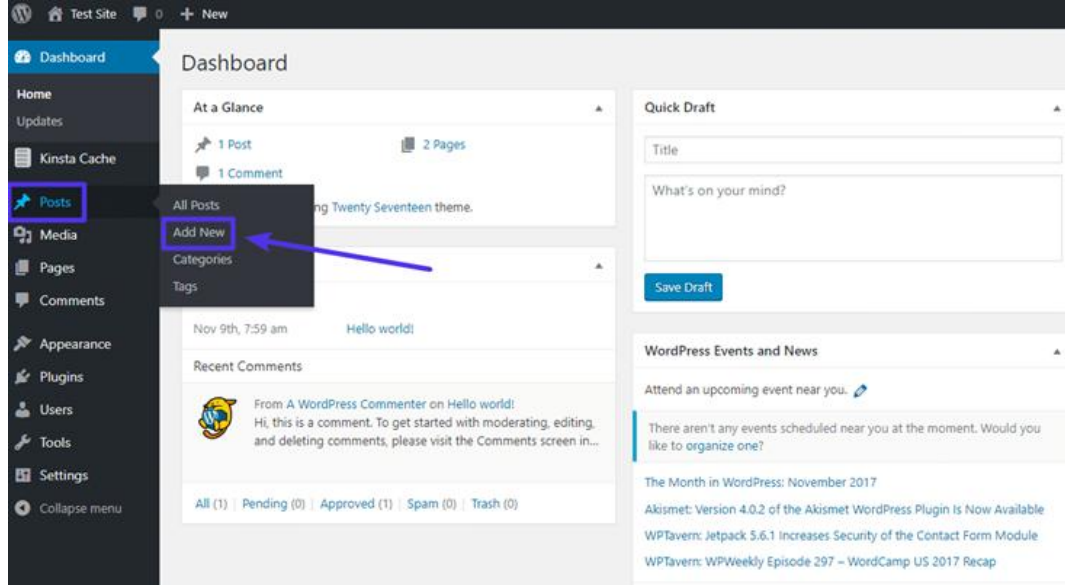 Test Site 0 + New
Dashboard
Home
Updates
Kinsta Cache
Posts
Media
Pages
Comments
Appearance
Plugins
Users
Tools
Settings
Collapse menu
All Posts
Add New
Categories
Tags
Dashboard
At a Glance
1 Post
2 Pages
1 Comment
ng Twenty Seventeen theme.
Nov 9th, 7:59 am Hello world!
Recent Comments
From A WordPress Commenter on Hello world!
Hi, this is a comment. To get started with moderating, editing,
and deleting comments, please visit the Comments screen in...
All (1) | Pending (0) | Approved (1) | Spam (0) | Trash (0)
Quick Draft
Title
What's on your mind?
Save Draft
WordPress Events and News
Attend an upcoming event near you.
There aren't any events scheduled near you at the moment. Would you
like to organize one?
The Month in WordPress: November 2017
Akismet: Version 4.0.2 of the Akismet WordPress Plugin Is Now Available
WPTavern: Jetpack 5.6.1 Increases Security of the Contact Form Module
WPTavern: WPWeekly Episode 297 – WordCamp US 2017 Recap